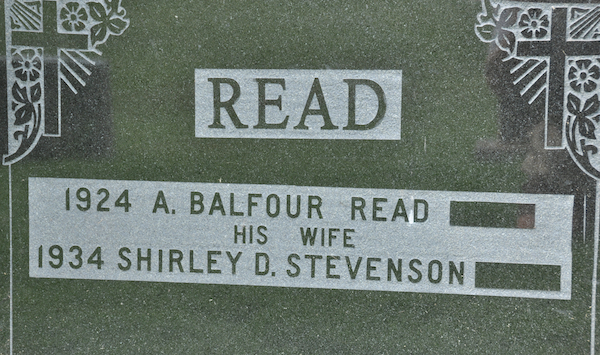 READ
1924 A. BALFOUR READ
HIS WIFE
1934 SHIRLEY D. STEVENSON